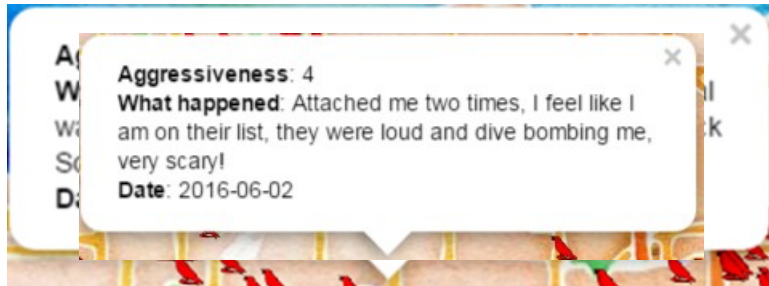 Aggressiveness: 4
What happened: Attached me two times, I feel like I
am on their list, they were loud and dive bombing me,
very scary!
Date: 2016-06-02